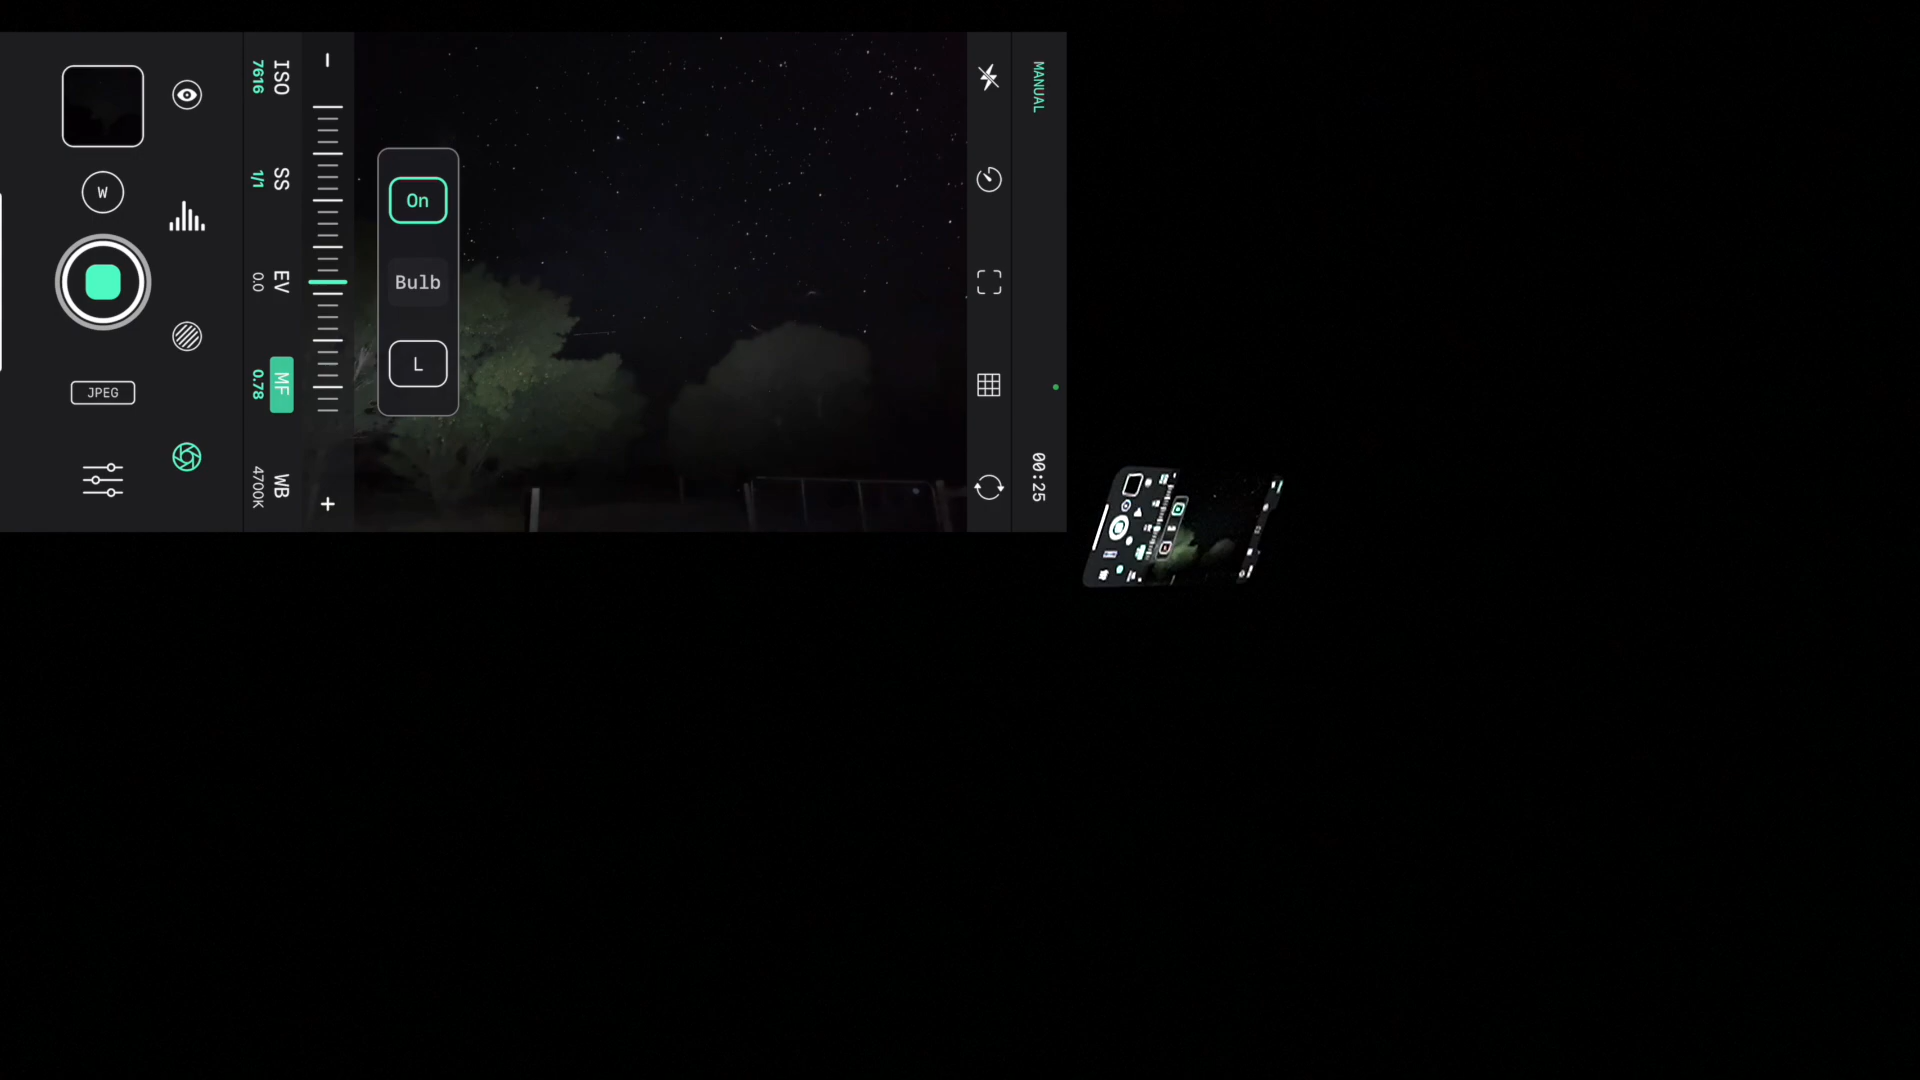 MANUAL
00:25
On
Bulb
L
ISO
7616
SS
1/1
EV
0.0
MF
0.78
WB
4700K
W
JPEG